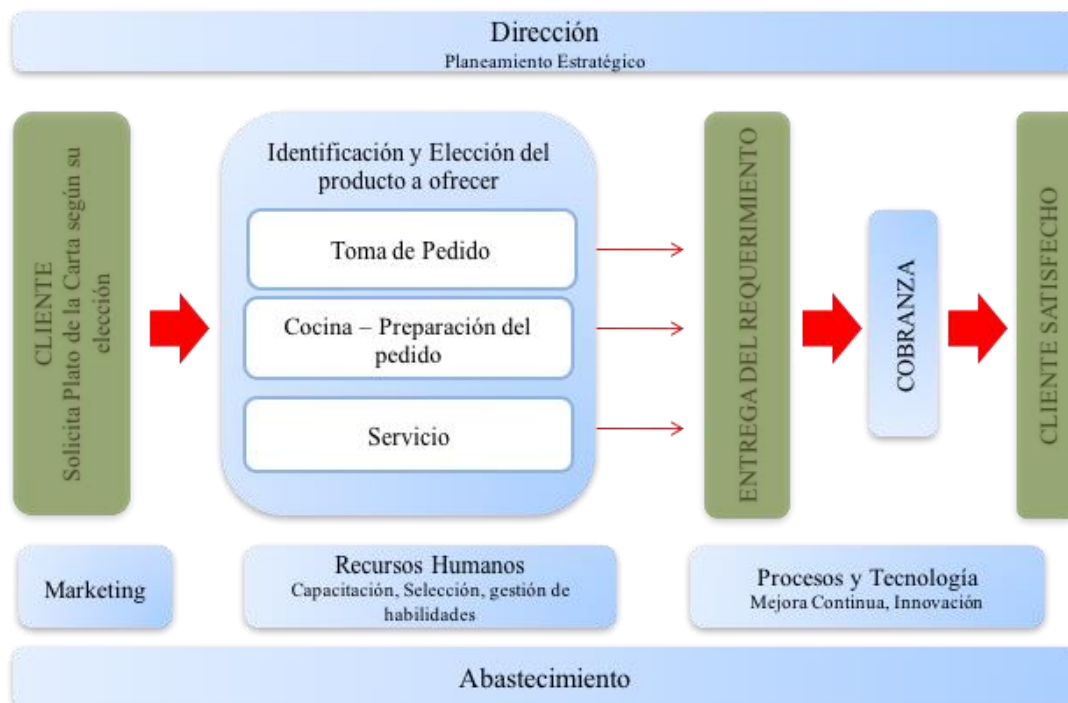 Dirección
Planeamiento Estratégico
CLIENTE
Solicita Plato de la Carta según su
elección
Identificación y Elección del
producto a ofrecer
Toma de Pedido
Cocina – Preparación del
pedido
Servicio
ENTREGA DEL REQUERIMIENTO
COBRANZA
CLIENTE SATISFECHO
Marketing
Recursos Humanos
Capacitación, Selección, gestión de
habilidades
Procesos y Tecnología
Mejora Continua, Innovación
Abastecimiento